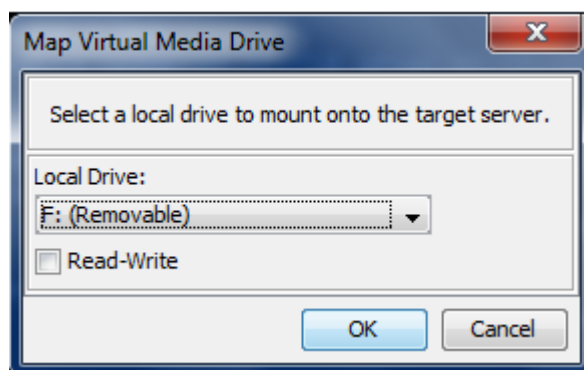 Map Virtual Media Drive
Select a local drive to mount onto the target server.
Local Drive:
F: (Removable)
Read-Write
OK
Cancel